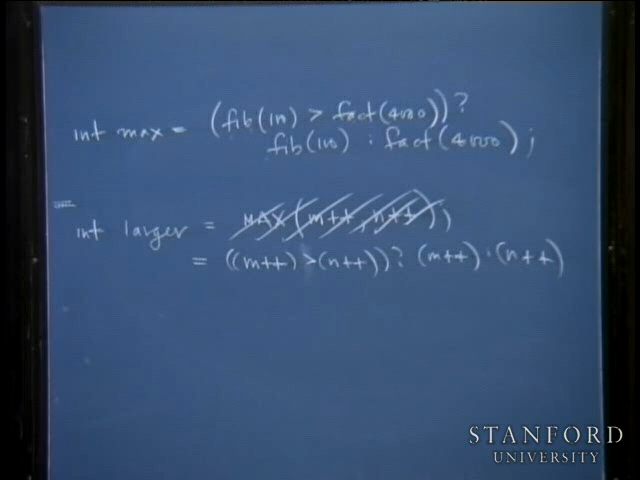 int max = (fib(100) > fact(4000))?
fib(100) : fact(4000);
int larger = MAX(m++, n++);
= ((m++) > (n++))? (m++) : (n++)
STANFORD
UNIVERSITY